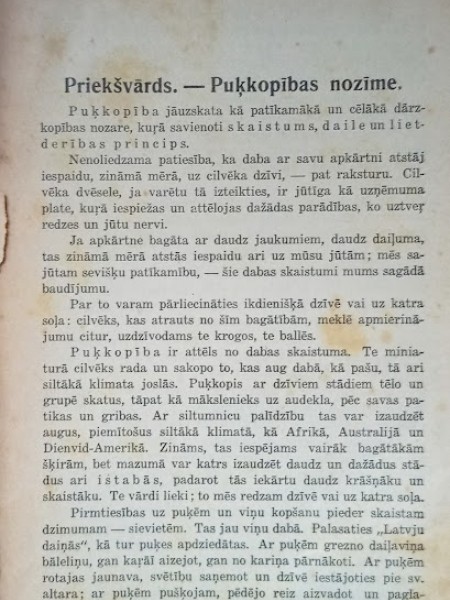 Priekšvārds. — Puķkopības nozīme.
Puķkopība jāuzskata kā patīkamākā un cēlākā dārz-
kopības nozare, kuŗā savienoti skaistums, daile un liet-
derības princips.
Nenoliedzama patiesība, ka daba ar savu apkārtni atstāj
iespaidu, zināmā mērā, uz cilvēka dzīvi, — pat raksturu. Cil-
vēka dvēsele, ja varētu tā izteikties, ir jūtīga kā uzņēmuma
plate, kuŗā iespiežas un attēlojas dažādas parādības, ko uztver
redzes un jūtu nervi.
Ja apkārtne bagāta ar daudz jaukumiem, daudz daiļuma,
tas zināmā mērā atstās iespaidu ari uz mūsu jūtām; mēs sa-
jūtam sevišķu patīkamību, — šie dabas skaistumi mums sagādā
baudījumu.
Par to varam pārliecināties ikdienišķā dzīvē vai uz katra
soļa: cilvēks, kas atrauts no šīm bagātībām, meklē apmierinā-
jumu citur, uzdzīvodams te krogos, te ballēs.
Puķkopība ir attēls no dabas skaistuma. Te minia-
turā cilvēks rada un sakopo to, kas aug dabā, kā pašu, tā ari
siltākā klimata joslās. Puķkopis ar dzīviem stādiem tēlo un
grupē skatus, tāpat kā mākslenieks uz audekla, pēc savas pa-
tikas un gribas. Ar siltumnicu palīdzību tas var izaudzēt
augus, piemītošus siltākā klimatā, kā Afrikā, Australijā un
Dienvid-Amerikā. Zināms, tas iespējams vairāk bagātākām
šķirām, bet mazumā var katrs izaudzēt daudz un dažādus stā-
dus ari istabās, padarot tās iekārtu daudz krāšņāku un
skaistāku. Te vārdi lieki; to mēs redzam dzīvē vai uz katra soļa.
Pirmtiesības uz puķēm un viņu kopšanu pieder skaistam
dzimumam — sievietēm. Tas jau viņu dabā. Palasaties „Latvju
daiņās“, kā tur puķes apdziedātas. Ar puķēm grezno daiļaviņa
bāleliņu, gan kaŗā aizejot, gan no kariņa pārnākoti. Ar puķēm
rotajas jaunava, svētību saņemot un dzīvē iestājoties pie sv.
altara; ar puķēm pušķojam, pēdējo reiz aizvadot un pagla-